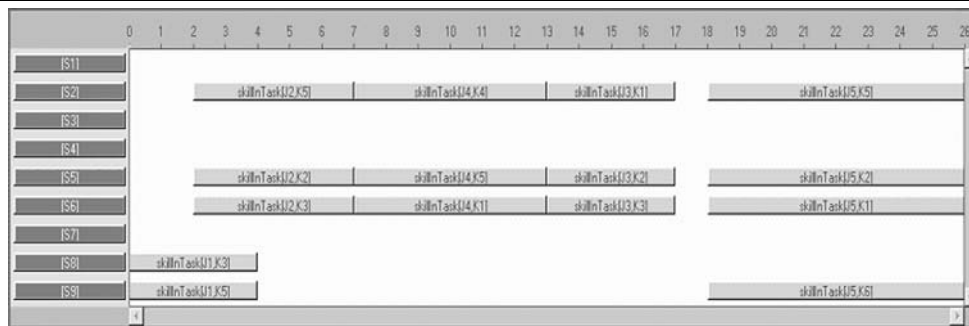 0 1 2 3 4 5 6 7 8 9 10 11 12 13 14 15 16 17 18 19 20 21 22 23 24 25 26
[S1]
[S2] skillInTask[J2,K5] skillInTask[J4,K4] skillInTask[J3,K1] skillInTask[J5,K5]
[S3]
[S4]
[S5] skillInTask[J2,K2] skillInTask[J4,K5] skillInTask[J3,K2] skillInTask[J5,K2]
[S6] skillInTask[J2,K3] skillInTask[J4,K1] skillInTask[J3,K3] skillInTask[J5,K1]
[S7]
[S8] skillInTask[J1,K3]
[S9] skillInTask[J1,K5] skillInTask[J5,K6]